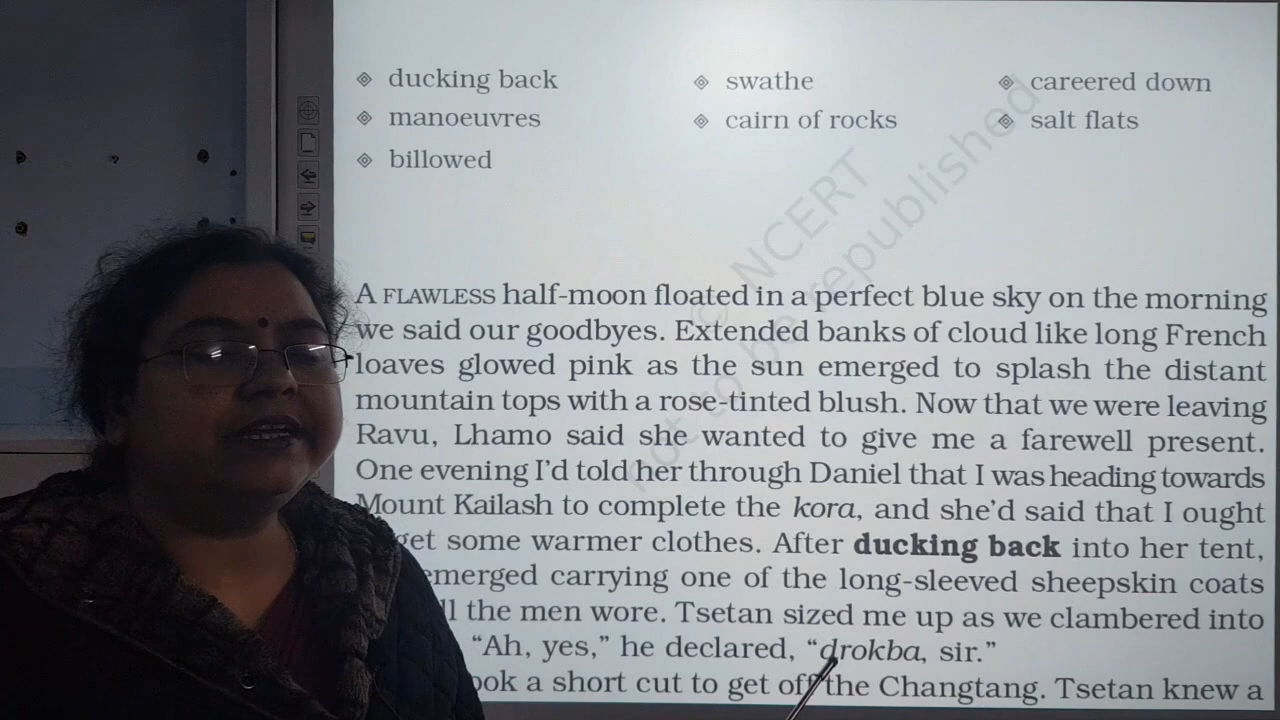 ducking back swathe careered down
manoeuvres cairn of rocks salt flats
billowed
© NCERT
not to be republished
A FLAWLESS half-moon floated in a perfect blue sky on the morning
we said our goodbyes. Extended banks of cloud like long French
loaves glowed pink as the sun emerged to splash the distant
mountain tops with a rose-tinted blush. Now that we were leaving
Ravu, Lhamo said she wanted to give me a farewell present.
One evening I'd told her through Daniel that I was heading towards
Mount Kailash to complete the kora, and she'd said that I ought
get some warmer clothes. After ducking back into her tent,
emerged carrying one of the long-sleeved sheepskin coats
the men wore. Tsetan sized me up as we clambered into
“Ah, yes,” he declared, “drokba, sir.”
a short cut to get off the Changtang. Tsetan knew a